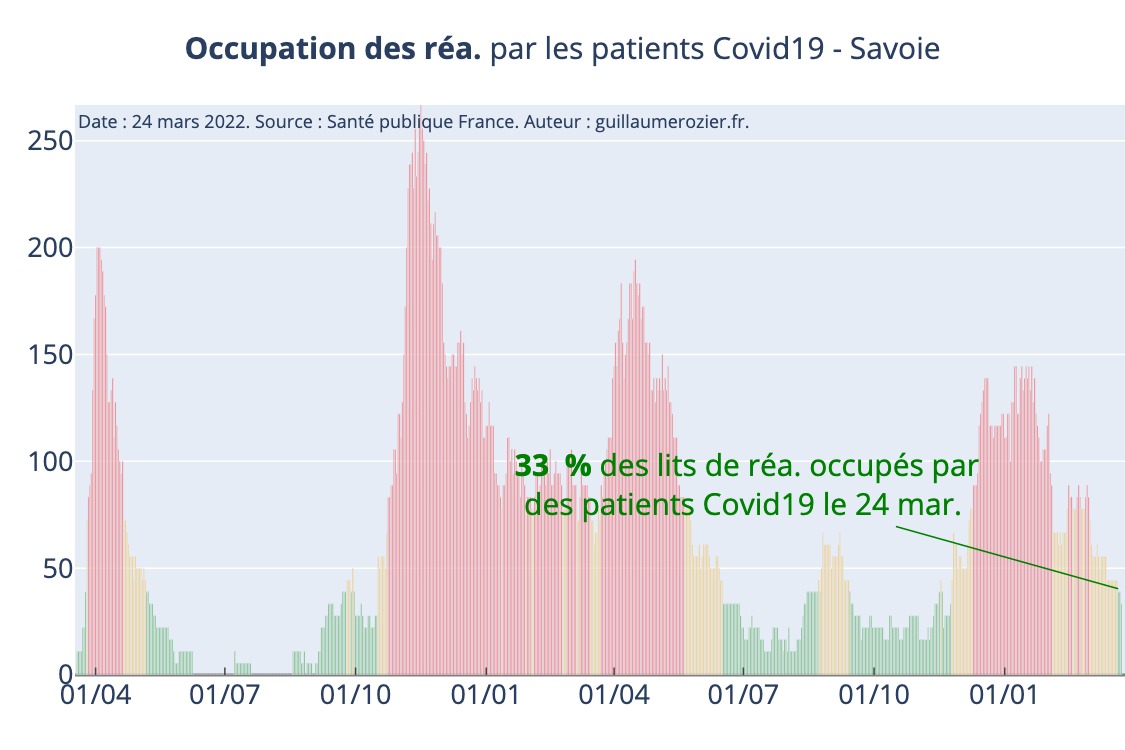 Occupation des réa. par les patients Covid19 - Savoie
Date : 24 mars 2022. Source : Santé publique France. Auteur : guillaumerozier.fr.
250
200
150
100
33 % des lits de réa. occupés par
des patients Covid19 le 24 mar.
50
0
01/04 01/07 01/10 01/01 01/04 01/07 01/10 01/01